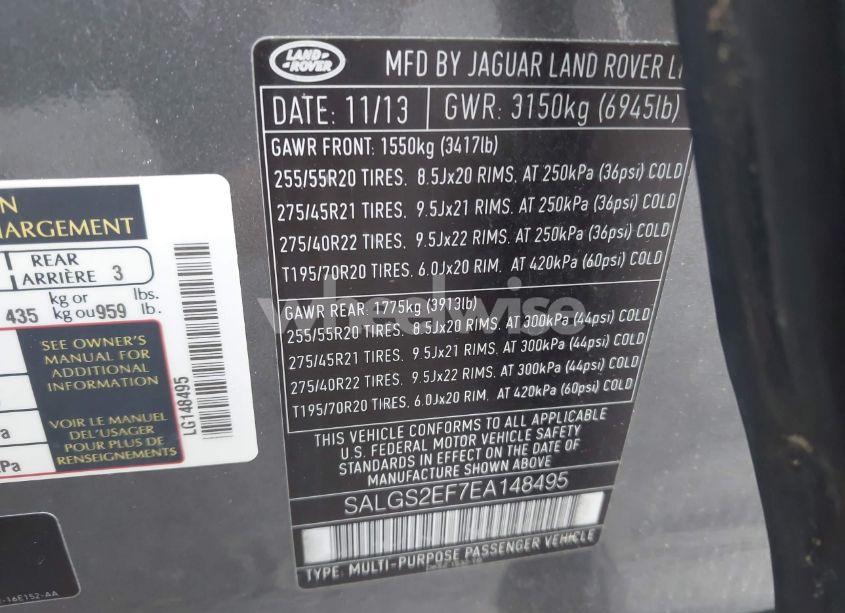 LAND
ROVER
MFD BY JAGUAR LAND ROVER
DATE: 11/13
GWR: 3150kg (6945lb)
GAWR FRONT: 1550kg (3417lb)
255/55R20 TIRES. 8.5Jx20 RIMS. AT 250kPa (36psi) COLD
275/45R21 TIRES. 9.5Jx21 RIMS. AT 250kPa (36psi) COLD
275/40R22 TIRES. 9.5Jx22 RIMS. AT 250kPa (36psi) COLD
T195/70R20 TIRES. 6.0Jx20 RIM. AT 420kPa (60psi) COLD
GAWR REAR: 1775kg (3913lb)
255/55R20 TIRES. 8.5Jx20 RIMS. AT 300kPa (44psi) COLD
275/45R21 TIRES. 9.5Jx21 RIMS. AT 300kPa (44psi) COLD
275/40R22 TIRES. 9.5Jx22 RIMS. AT 300kPa (44psi) COLD
T195/70R20 TIRES. 6.0Jx20 RIM. AT 420kPa (60psi) COLD
THIS VEHICLE CONFORMS TO ALL APPLICABLE
U.S. FEDERAL MOTOR VEHICLE SAFETY
STANDARDS IN EFFECT ON THE DATE OF
MANUFACTURE SHOWN ABOVE
SALGS2EF7EA148495
TYPE: MULTI-PURPOSE PASSENGER VEHICLE
wheelwise
N
HARGEMENT
REAR
ARRIÈRE 3
435 kg or kg ou 959 lbs. lb.
SEE OWNER'S
MANUAL FOR
ADDITIONAL
INFORMATION
VOIR LE MANUEL
DEL'USAGER
POUR PLUS DE
RENSEIGNEMENTS
LG148495
a
Pa
-16E152-AA